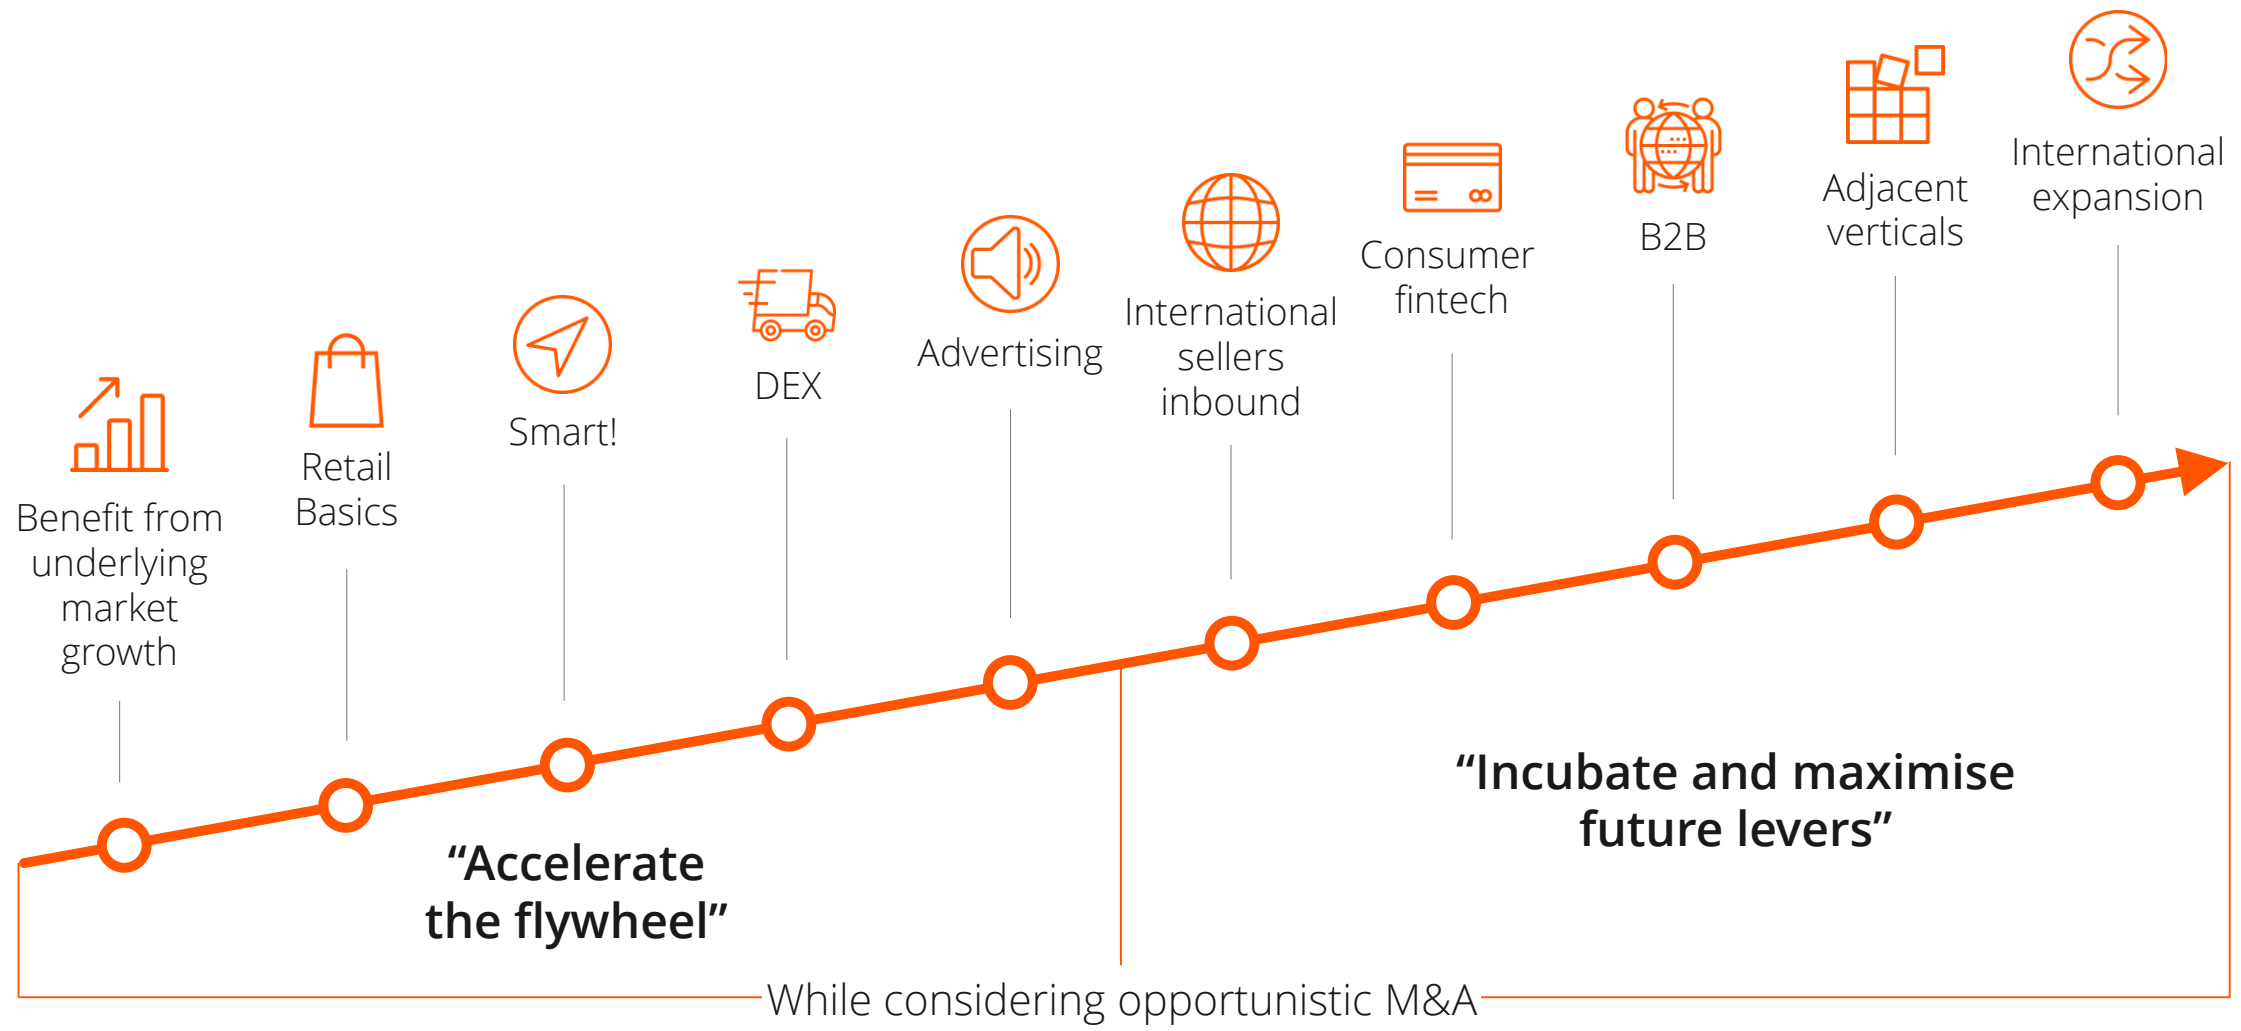 Benefit from
underlying
market
growth
Retail
Basics
Smart!
DEX
Advertising
International
sellers
inbound
Consumer
fintech
B2B
Adjacent
verticals
International
expansion
“Accelerate
the flywheel”
“Incubate and maximise
future levers”
While considering opportunistic M&A